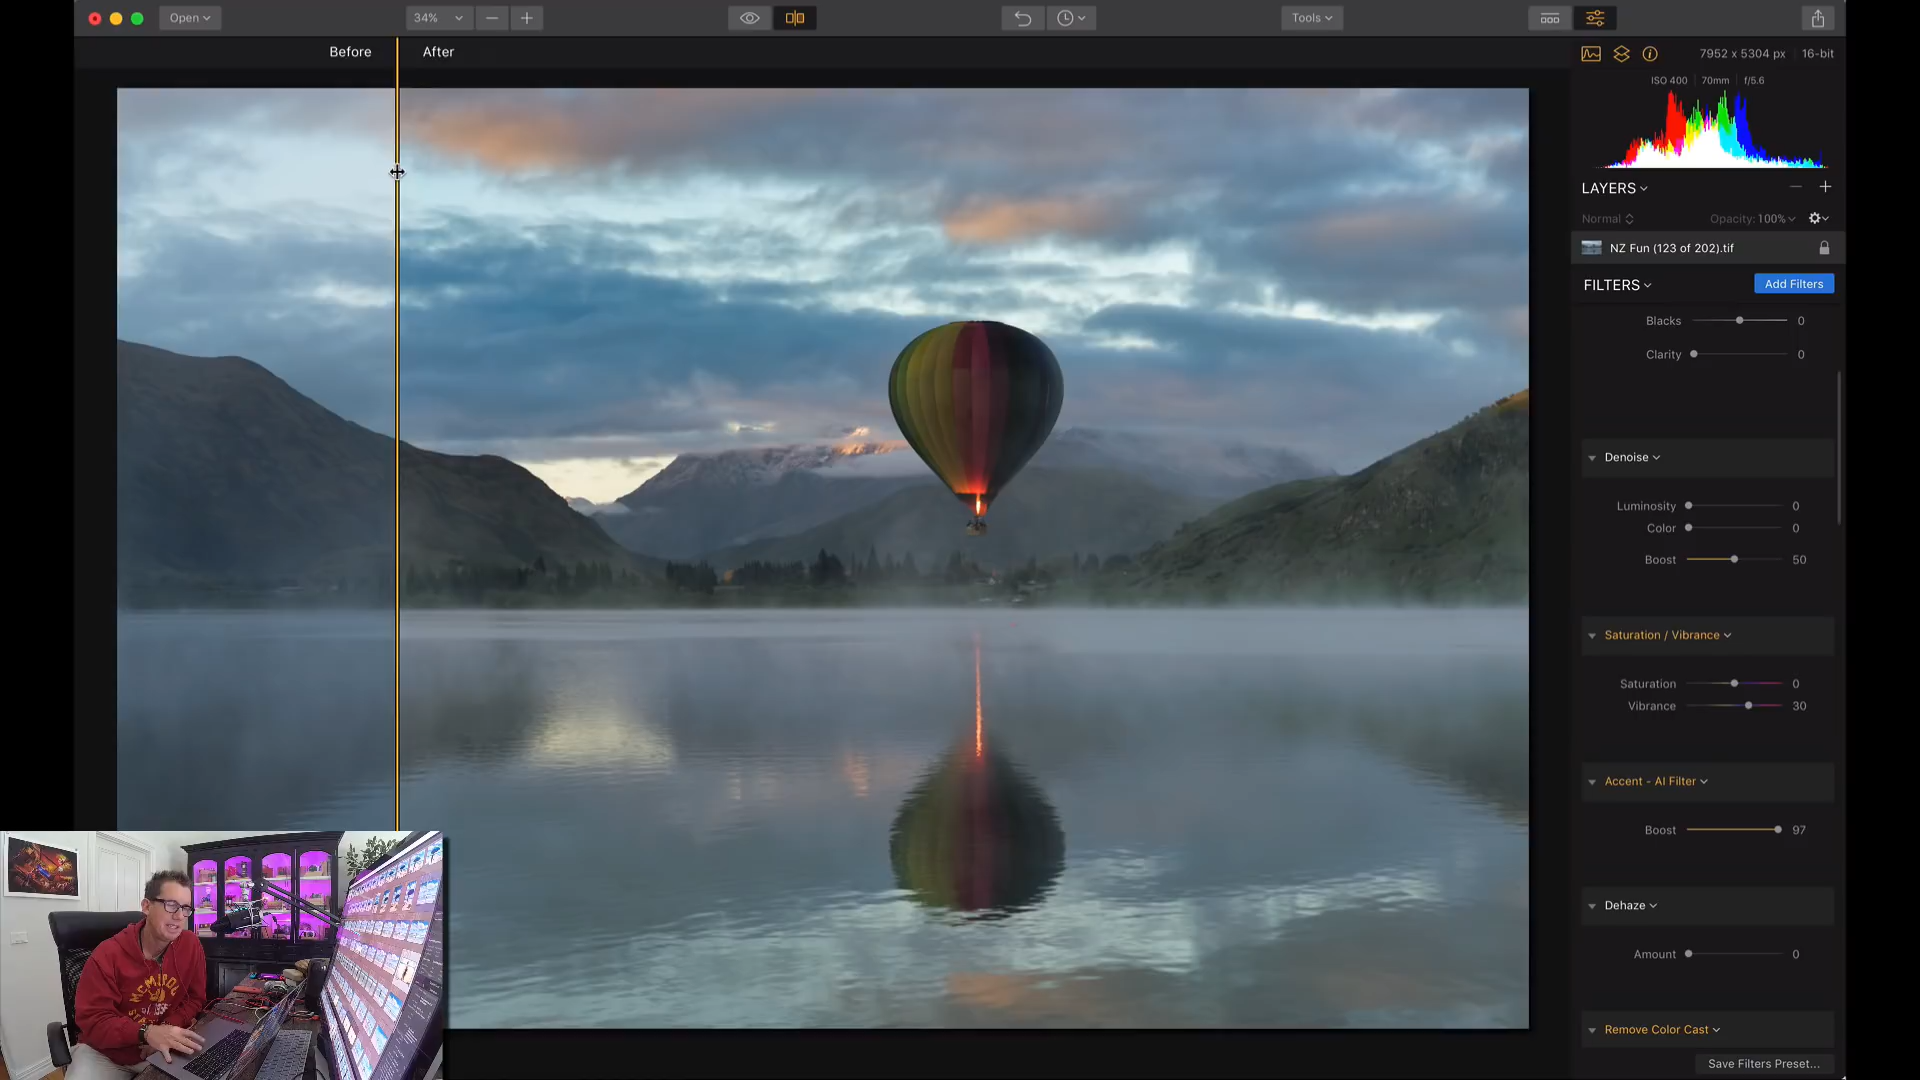 Open
34%
Tools
Before
After
7952 x 5304 px
16-bit
ISO 400
70mm
f/5.6
LAYERS
Normal
Opacity: 100%
NZ Fun (123 of 202).tif
FILTERS
Add Filters
Blacks
0
Clarity
0
Denoise
Luminosity
0
Color
0
Boost
50
Saturation / Vibrance
Saturation
0
Vibrance
30
Accent - AI Filter
Boost
97
Dehaze
Amount
0
Remove Color Cast
Save Filters Preset...